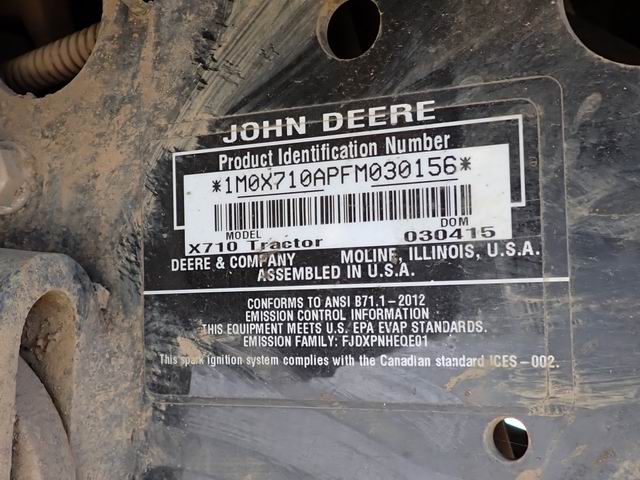 JOHN DEERE
Product Identification Number
*1M0X710APFM030156*
MODEL DOM
X710 Tractor 030415
DEERE & COMPANY MOLINE, ILLINOIS, U.S.A.
ASSEMBLED IN U.S.A.
CONFORMS TO ANSI B71.1-2012
EMISSION CONTROL INFORMATION
THIS EQUIPMENT MEETS U.S. EPA EVAP STANDARDS.
EMISSION FAMILY: FJDXPNHEQE01
This spark ignition system complies with the Canadian standard ICES-002.